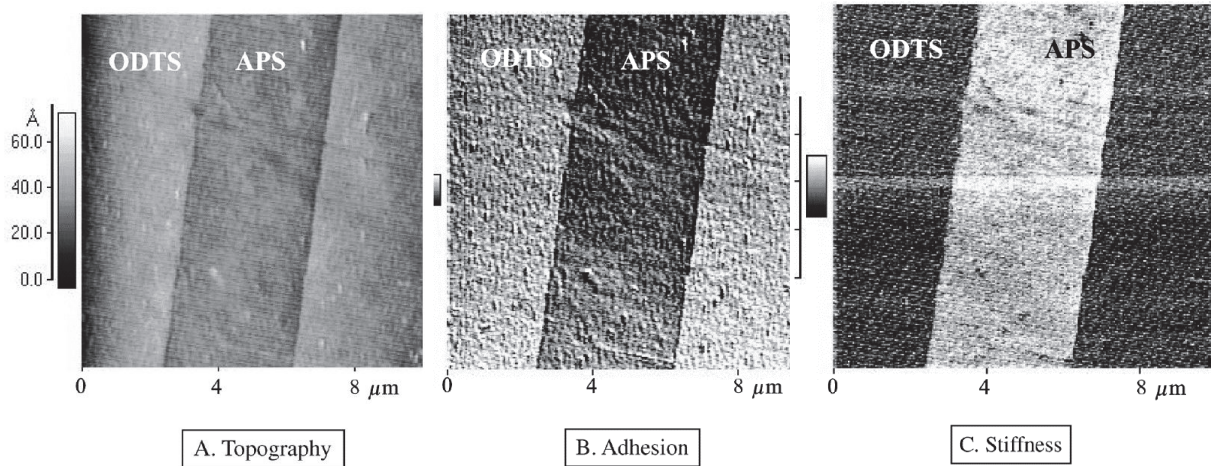 ODTS APS
Å
60.0
40.0
20.0
0.0
0 4 8 µm
A. Topography
ODTS APS
0 4 8 µm
B. Adhesion
ODTS APS
0 4 8 µm
C. Stiffness